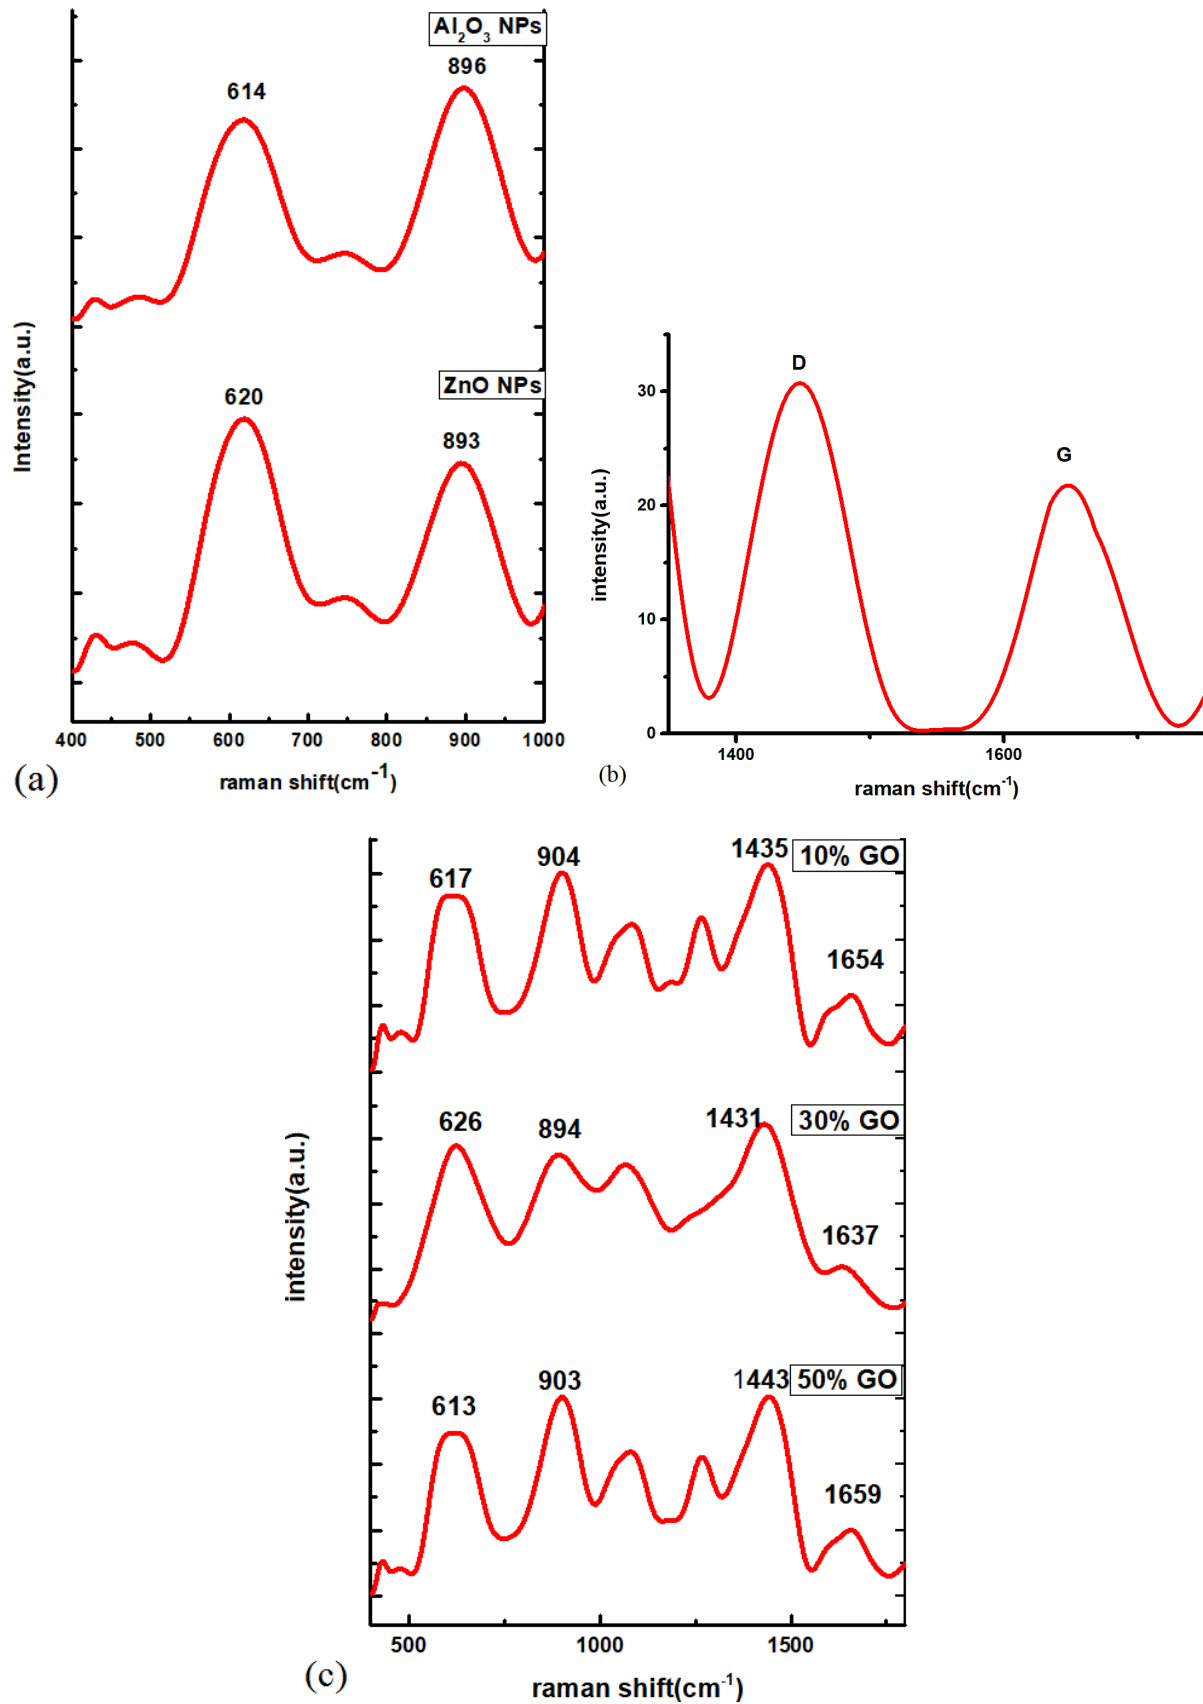 Al₂O₃ NPs
896
614
ZnO NPs
620
893
Intensity(a.u.)
400 500 600 700 800 900 1000
raman shift(cm⁻¹)
(a)
D
G
30
20
10
0
intensity(a.u.)
1400 1600
raman shift(cm⁻¹)
(b)
10% GO
617
904
1435
1654
30% GO
626
894
1431
1637
50% GO
613
903
1443
1659
intensity(a.u.)
500 1000 1500
raman shift(cm⁻¹)
(c)